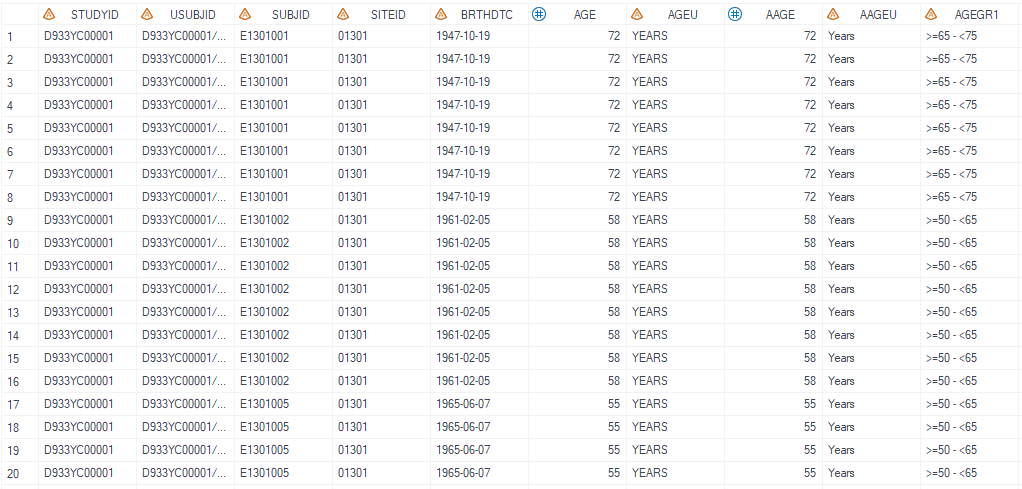 STUDYID USUBJID SUBJID SITEID BRTHDTC AGE AGEU AAGE AAGEU AGEGR1
1 D933YC00001 D933YC00001/... E1301001 01301 1947-10-19 72 YEARS 72 Years >=65 - <75
2 D933YC00001 D933YC00001/... E1301001 01301 1947-10-19 72 YEARS 72 Years >=65 - <75
3 D933YC00001 D933YC00001/... E1301001 01301 1947-10-19 72 YEARS 72 Years >=65 - <75
4 D933YC00001 D933YC00001/... E1301001 01301 1947-10-19 72 YEARS 72 Years >=65 - <75
5 D933YC00001 D933YC00001/... E1301001 01301 1947-10-19 72 YEARS 72 Years >=65 - <75
6 D933YC00001 D933YC00001/... E1301001 01301 1947-10-19 72 YEARS 72 Years >=65 - <75
7 D933YC00001 D933YC00001/... E1301001 01301 1947-10-19 72 YEARS 72 Years >=65 - <75
8 D933YC00001 D933YC00001/... E1301001 01301 1947-10-19 72 YEARS 72 Years >=65 - <75
9 D933YC00001 D933YC00001/... E1301002 01301 1961-02-05 58 YEARS 58 Years >=50 - <65
10 D933YC00001 D933YC00001/... E1301002 01301 1961-02-05 58 YEARS 58 Years >=50 - <65
11 D933YC00001 D933YC00001/... E1301002 01301 1961-02-05 58 YEARS 58 Years >=50 - <65
12 D933YC00001 D933YC00001/... E1301002 01301 1961-02-05 58 YEARS 58 Years >=50 - <65
13 D933YC00001 D933YC00001/... E1301002 01301 1961-02-05 58 YEARS 58 Years >=50 - <65
14 D933YC00001 D933YC00001/... E1301002 01301 1961-02-05 58 YEARS 58 Years >=50 - <65
15 D933YC00001 D933YC00001/... E1301002 01301 1961-02-05 58 YEARS 58 Years >=50 - <65
16 D933YC00001 D933YC00001/... E1301002 01301 1961-02-05 58 YEARS 58 Years >=50 - <65
17 D933YC00001 D933YC00001/... E1301005 01301 1965-06-07 55 YEARS 55 Years >=50 - <65
18 D933YC00001 D933YC00001/... E1301005 01301 1965-06-07 55 YEARS 55 Years >=50 - <65
19 D933YC00001 D933YC00001/... E1301005 01301 1965-06-07 55 YEARS 55 Years >=50 - <65
20 D933YC00001 D933YC00001/... E1301005 01301 1965-06-07 55 YEARS 55 Years >=50 - <65